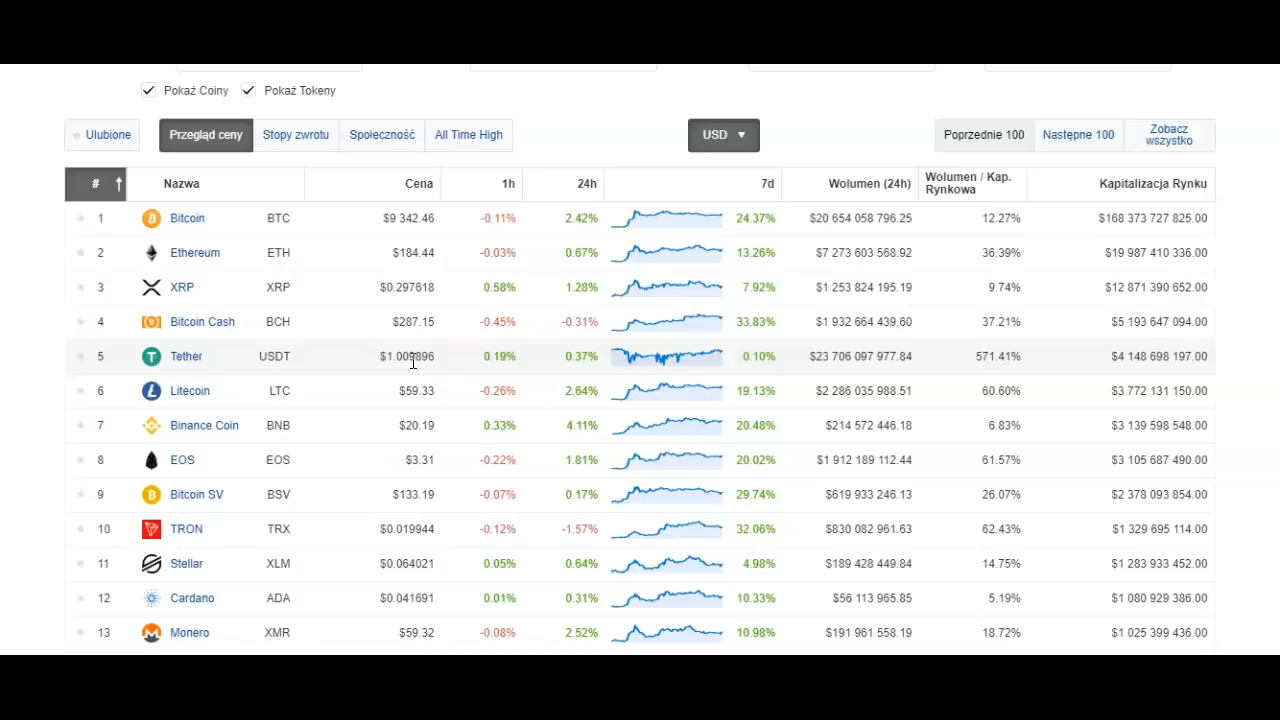 Pokaż Coiny Pokaż Tokeny
Ulubione Przegląd ceny Stopy zwrotu Społeczność All Time High USD Poprzednie 100 Następne 100 Zobacz wszystko
# Nazwa Cena 1h 24h 7d Wolumen (24h) Wolumen / Kap. Rynkowa Kapitalizacja Rynku
1 Bitcoin BTC $9 342.46 -0.11% 2.42% 24.37% $20 654 058 796.25 12.27% $168 373 727 825.00
2 Ethereum ETH $184.44 -0.03% 0.67% 13.26% $7 273 603 568.92 36.39% $19 987 410 336.00
3 XRP XRP $0.297618 0.58% 1.28% 7.92% $1 253 824 195.19 9.74% $12 871 390 652.00
4 Bitcoin Cash BCH $287.15 -0.45% -0.31% 33.83% $1 932 664 439.60 37.21% $5 193 647 094.00
5 Tether USDT 0.19% 0.37% 0.10% $23 706 097 977.84 571.41% $4 148 698 197.00
6 Litecoin LTC $59.33 -0.26% 2.64% 19.13% $2 286 035 988.51 60.60% $3 772 131 150.00
7 Binance Coin BNB $20.19 0.33% 4.11% 20.48% $214 572 446.18 6.83% $3 139 598 548.00
8 EOS EOS $3.31 -0.22% 1.81% 20.02% $1 912 189 112.44 61.57% $3 105 687 490.00
9 Bitcoin SV BSV $133.19 -0.07% 0.17% 29.74% $619 933 246.13 26.07% $2 378 093 854.00
10 TRON TRX $0.019944 -0.12% -1.57% 32.06% $830 082 961.63 62.43% $1 329 695 114.00
11 Stellar XLM $0.064021 0.05% 0.64% 4.98% $189 428 449.84 14.75% $1 283 933 452.00
12 Cardano ADA $0.041691 0.01% 0.31% 10.33% $56 113 965.85 5.19% $1 080 929 386.00
13 Monero XMR $59.32 -0.08% 2.52% 10.98% $191 961 558.19 18.72% $1 025 399 436.00